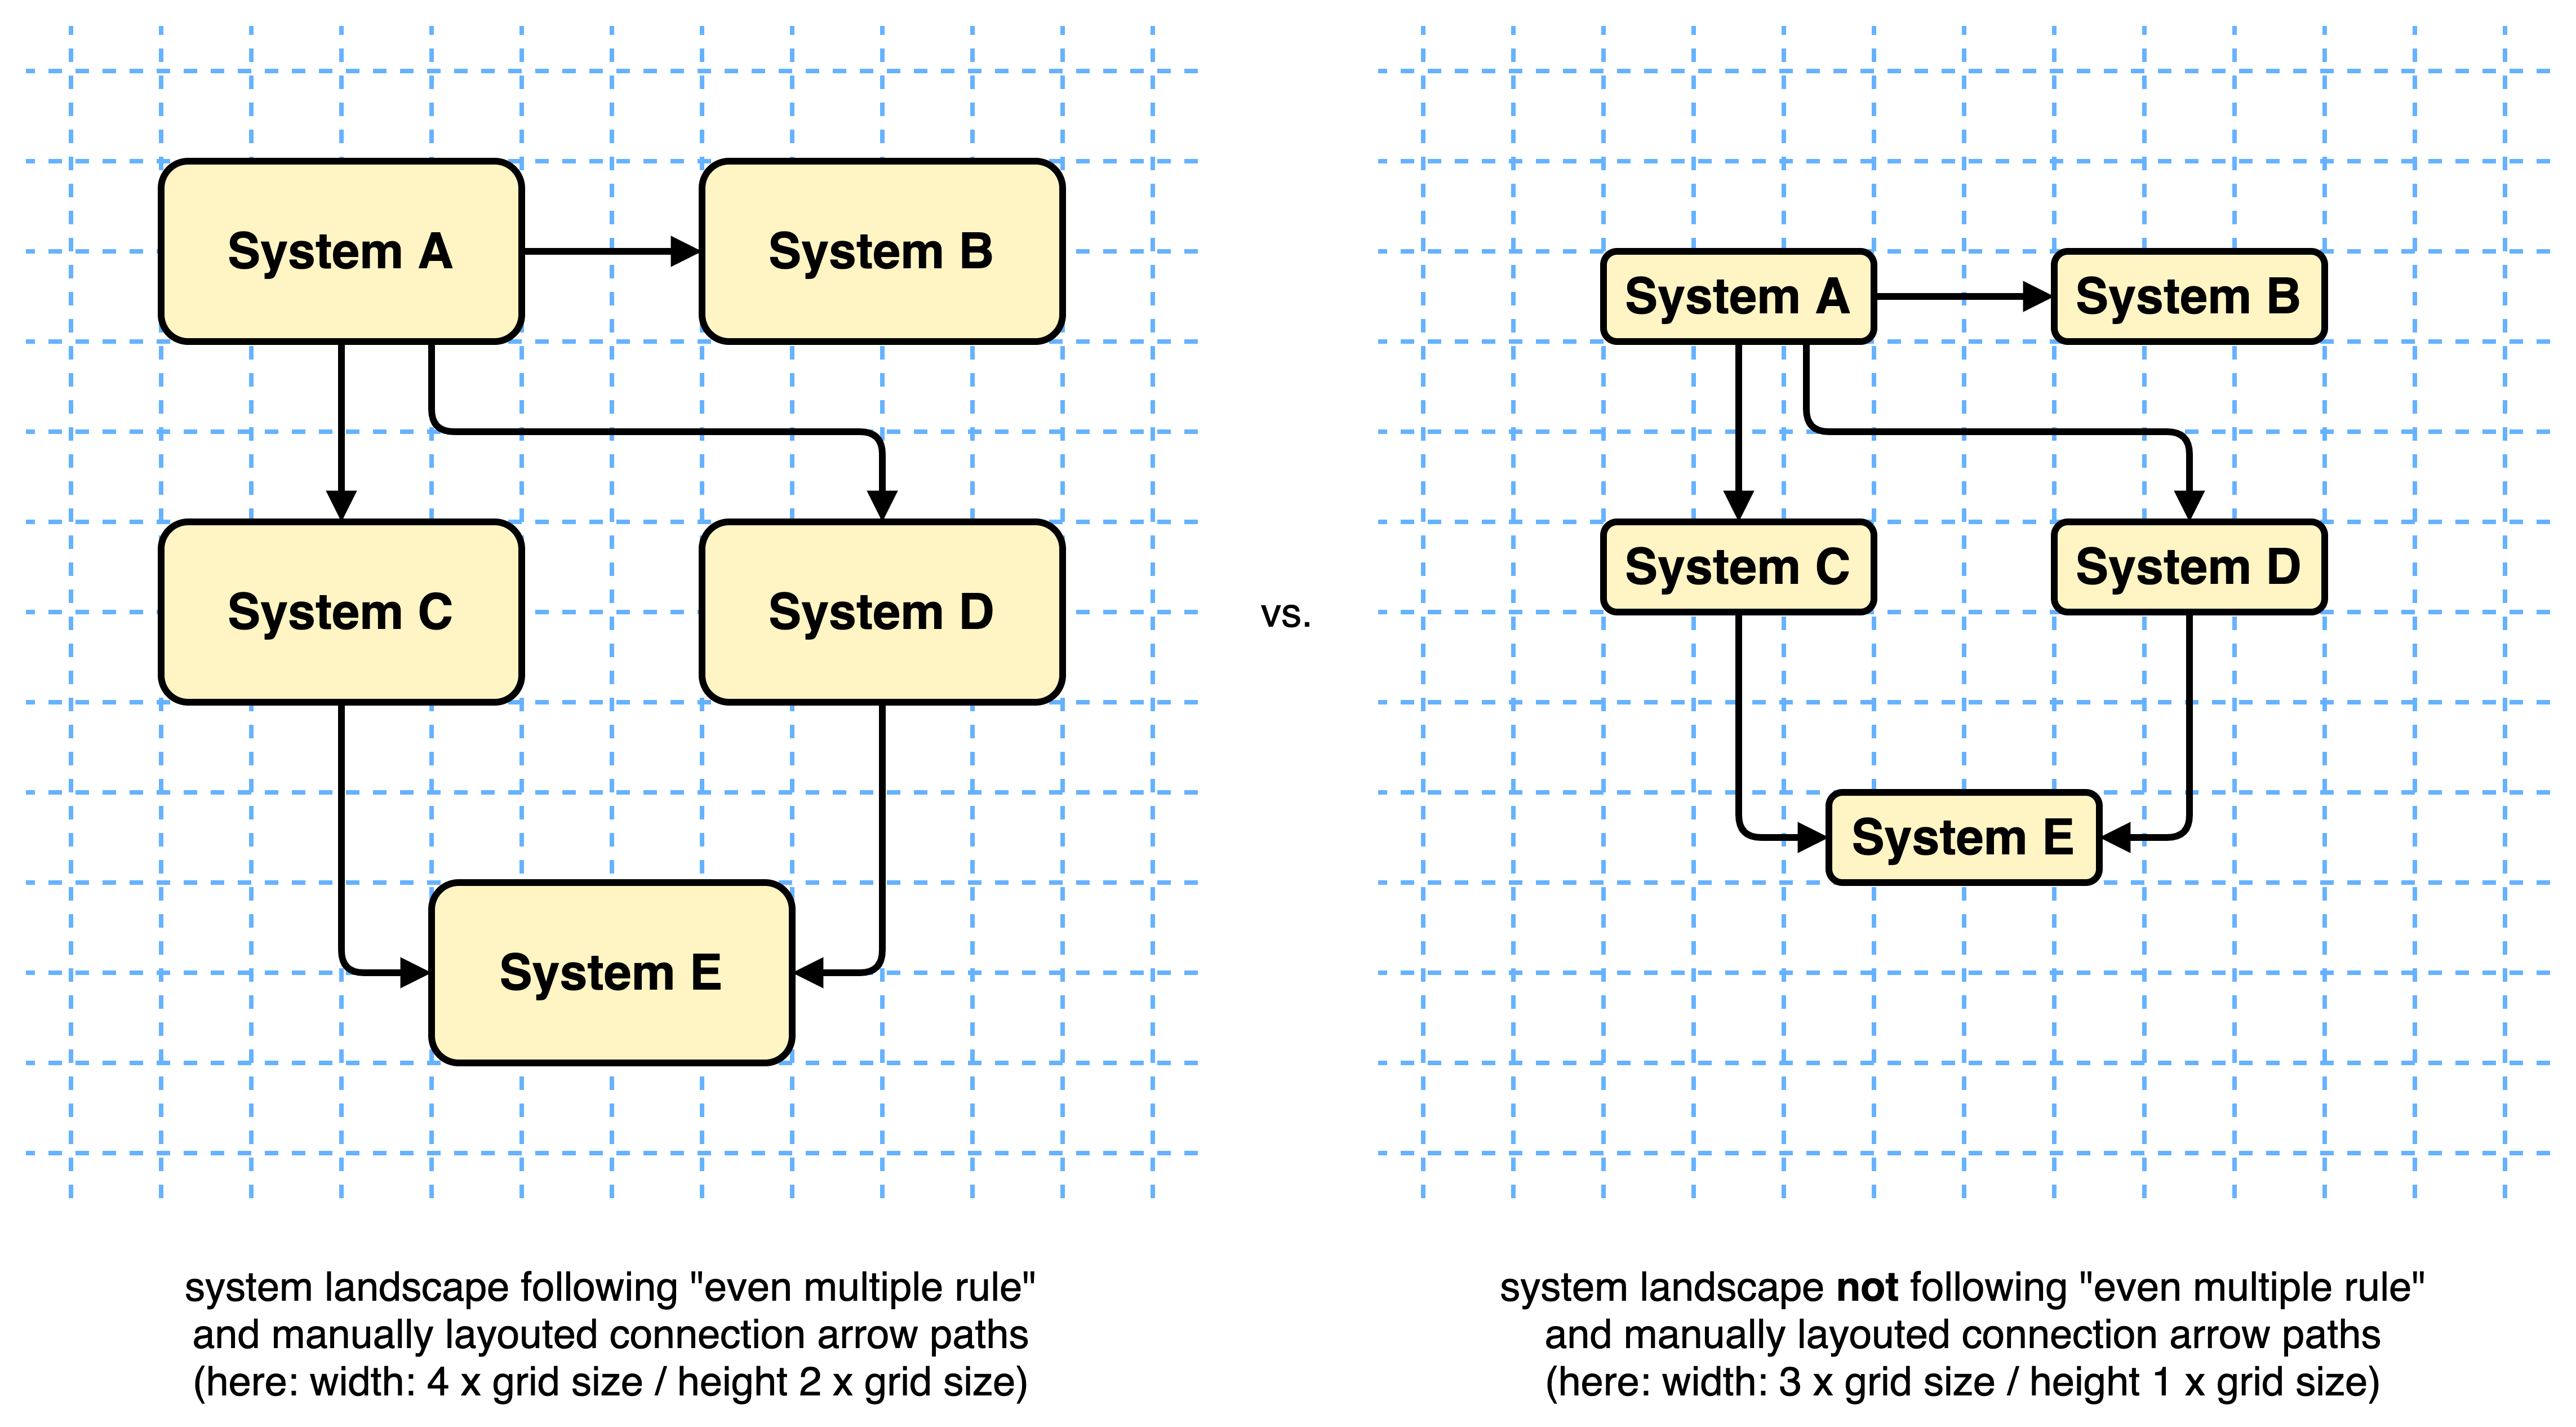 System A
System B
System C
System D
System E
system landscape following "even multiple rule"
and manually layouted connection arrow paths
(here: width: 4 x grid size / height 2 x grid size)
vs.
System A
System B
System C
System D
System E
system landscape not following "even multiple rule"
and manually layouted connection arrow paths
(here: width: 3 x grid size / height 1 x grid size)